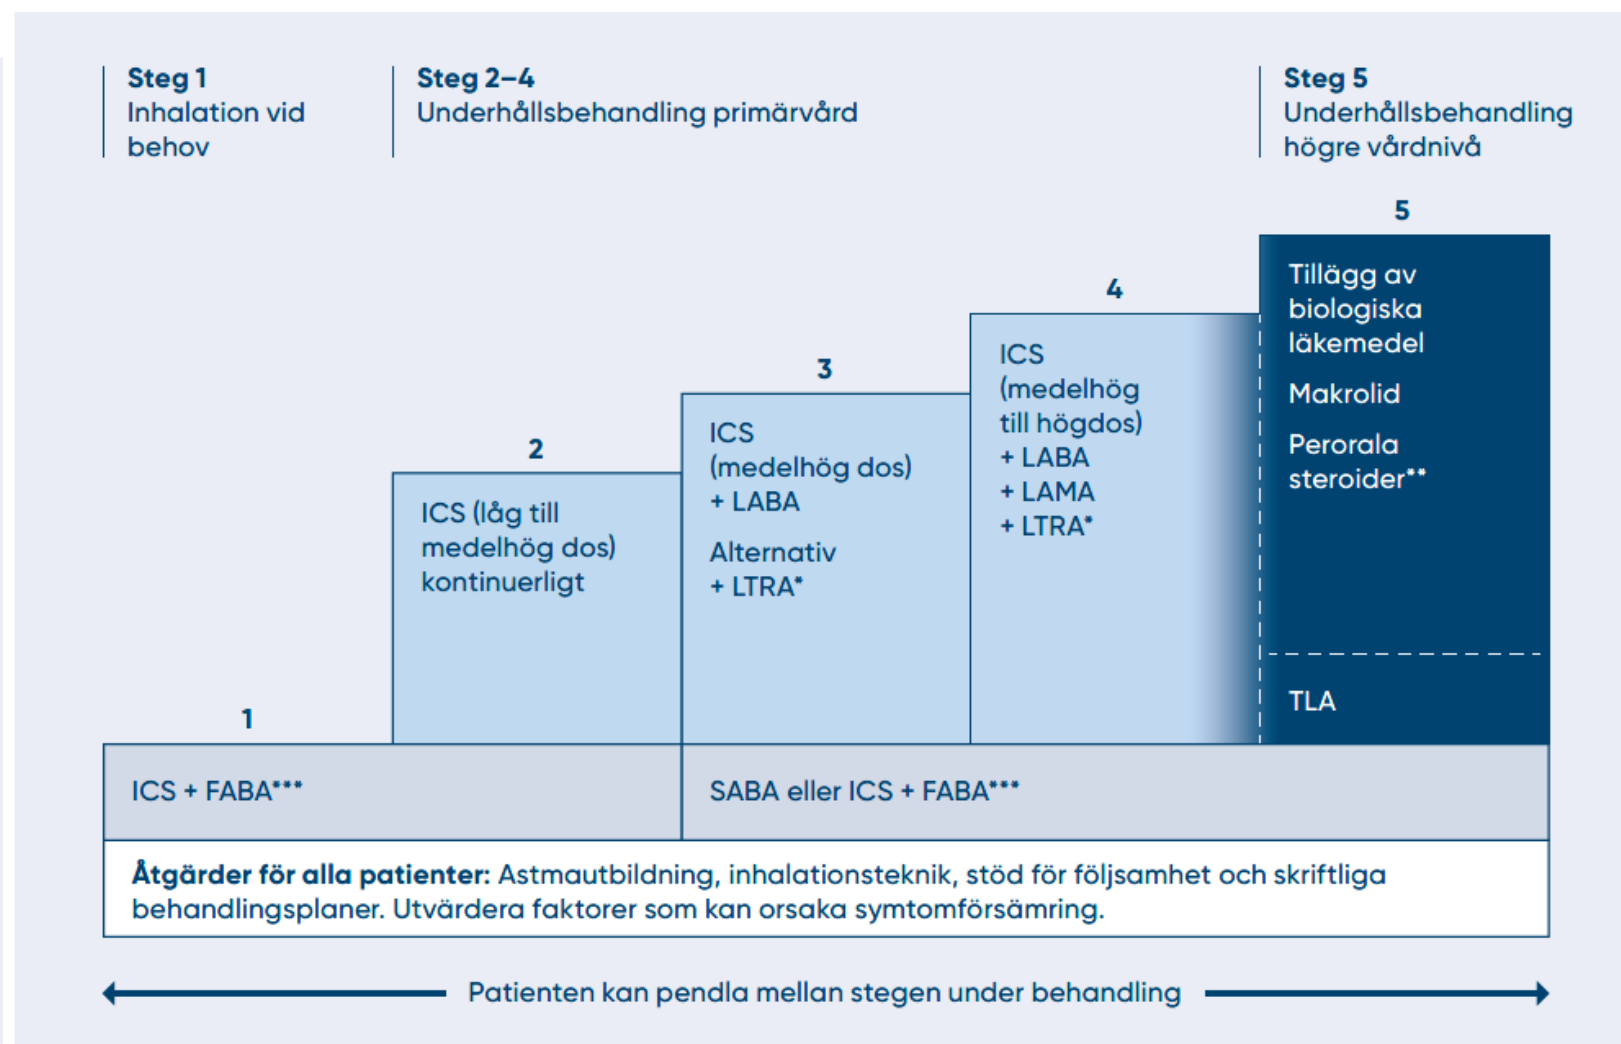 Steg 1
Inhalation vid
behov
Steg 2–4
Underhållsbehandling primärvård
Steg 5
Underhållsbehandling
högre vårdnivå
1
2
ICS (låg till
medelhög dos)
kontinuerligt
3
ICS
(medelhög dos)
+ LABA
Alternativ
+ LTRA*
4
ICS
(medelhög
till högdos)
+ LABA
+ LAMA
+ LTRA*
5
Tillägg av
biologiska
läkemedel
Makrolid
Perorala
steroider**
TLA
ICS + FABA***
SABA eller ICS + FABA***
Åtgärder för alla patienter: Astmautbildning, inhalationsteknik, stöd för följsamhet och skriftliga
behandlingsplaner. Utvärdera faktorer som kan orsaka symtomförsämring.
Patienten kan pendla mellan stegen under behandling